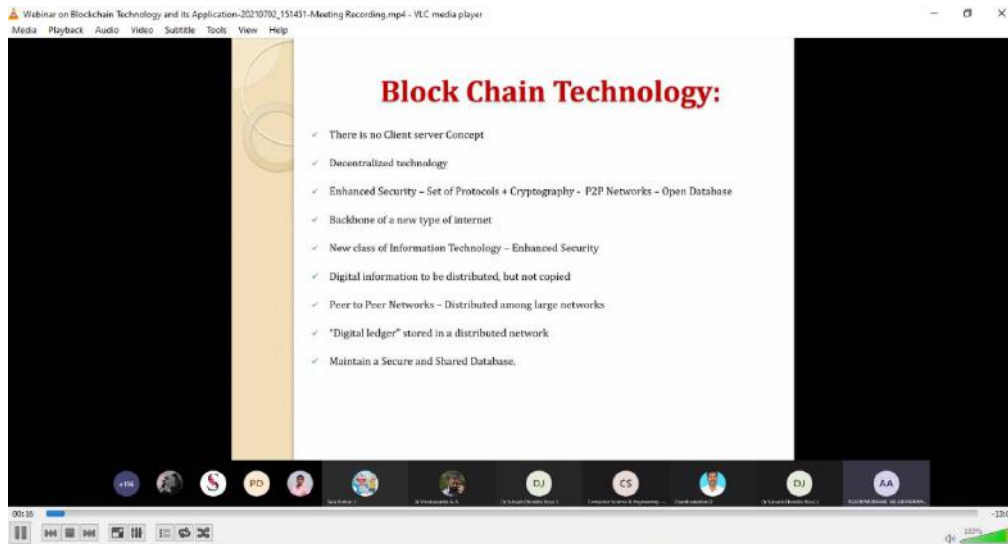 Webinar on Blockchain Technology and its Application-20210702_151451-Meeting Recording.mp4 - VLC media player
Media Playback Audio Video Subtitle Tools View Help
Block Chain Technology:
✓ There is no Client server Concept
✓ Decentralized technology
✓ Enhanced Security – Set of Protocols + Cryptography - P2P Networks – Open Database
✓ Backbone of a new type of internet
✓ New class of Information Technology – Enhanced Security
✓ Digital information to be distributed, but not copied
✓ Peer to Peer Networks – Distributed among large networks
✓ "Digital ledger" stored in a distributed network
✓ Maintain a Secure and Shared Database.
S PD DJ CS DJ AA
Computer Science & Engineering
00:16